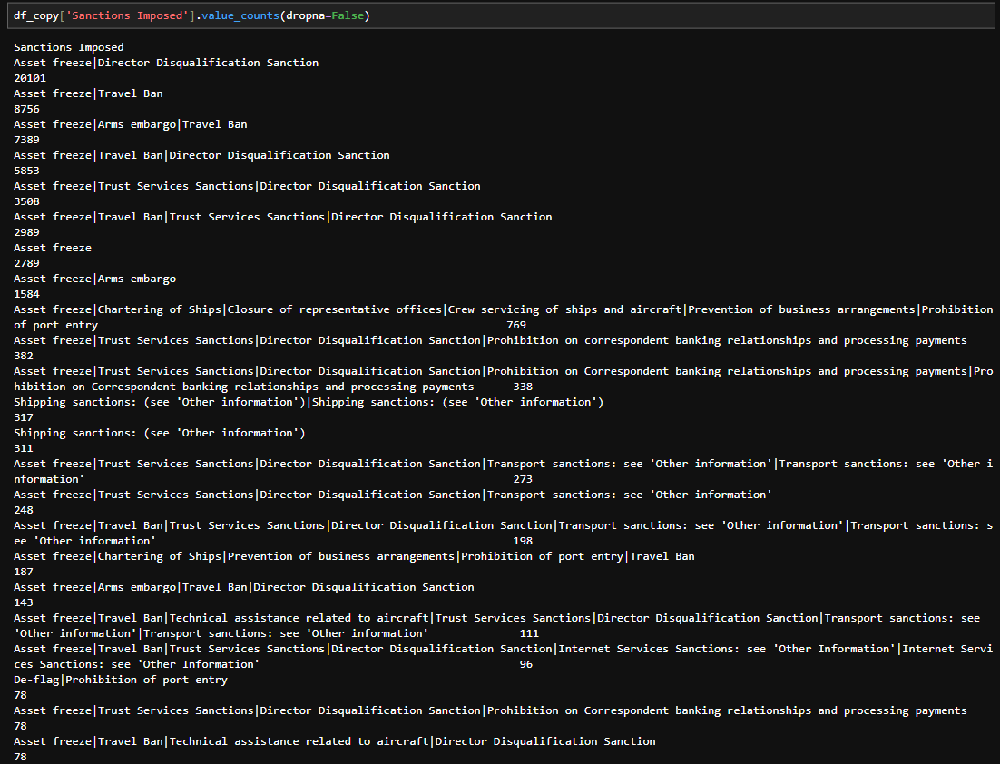 df_copy['Sanctions Imposed'].value_counts(dropna=False)
Sanctions Imposed
Asset freeze|Director Disqualification Sanction
20101
Asset freeze|Travel Ban
8756
Asset freeze|Arms embargo|Travel Ban
7389
Asset freeze|Travel Ban|Director Disqualification Sanction
5853
Asset freeze|Trust Services Sanctions|Director Disqualification Sanction
3508
Asset freeze|Travel Ban|Trust Services Sanctions|Director Disqualification Sanction
2989
Asset freeze
2789
Asset freeze|Arms embargo
1584
Asset freeze|Chartering of Ships|Closure of representative offices|Crew servicing of ships and aircraft|Prevention of business arrangements|Prohibition
of port entry 769
Asset freeze|Trust Services Sanctions|Director Disqualification Sanction|Prohibition on correspondent banking relationships and processing payments
382
Asset freeze|Trust Services Sanctions|Director Disqualification Sanction|Prohibition on Correspondent banking relationships and processing payments|Pro
hibition on Correspondent banking relationships and processing payments 338
Shipping sanctions: (see 'Other information')|Shipping sanctions: (see 'Other information')
317
Shipping sanctions: (see 'Other information')
311
Asset freeze|Trust Services Sanctions|Director Disqualification Sanction|Transport sanctions: see 'Other information'|Transport sanctions: see 'Other i
nformation' 273
Asset freeze|Trust Services Sanctions|Director Disqualification Sanction|Transport sanctions: see 'Other information'
248
Asset freeze|Travel Ban|Trust Services Sanctions|Director Disqualification Sanction|Transport sanctions: see 'Other information'|Transport sanctions: s
ee 'Other information' 198
Asset freeze|Chartering of Ships|Prevention of business arrangements|Prohibition of port entry|Travel Ban
187
Asset freeze|Arms embargo|Travel Ban|Director Disqualification Sanction
143
Asset freeze|Travel Ban|Technical assistance related to aircraft|Trust Services Sanctions|Director Disqualification Sanction|Transport sanctions: see
'Other information'|Transport sanctions: see 'Other information' 111
Asset freeze|Travel Ban|Trust Services Sanctions|Director Disqualification Sanction|Internet Services Sanctions: see 'Other Information'|Internet Servi
ces Sanctions: see 'Other Information' 96
De-flag|Prohibition of port entry
78
Asset freeze|Trust Services Sanctions|Director Disqualification Sanction|Prohibition on Correspondent banking relationships and processing payments
78
Asset freeze|Travel Ban|Technical assistance related to aircraft|Director Disqualification Sanction
78